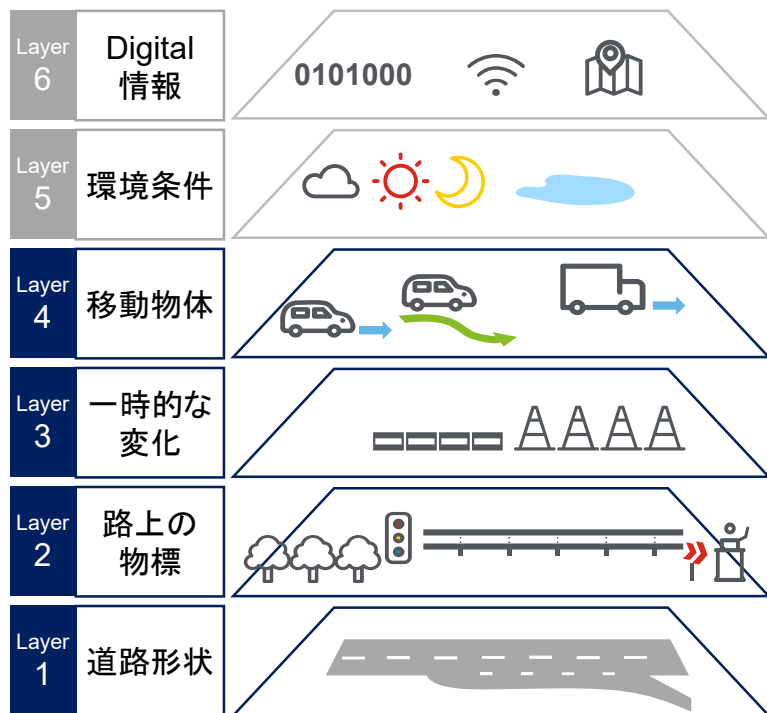 Layer
6
Digital
情報
0101000
Layer
5
環境条件
Layer
4
移動物体
Layer
3
一時的な
変化
Layer
2
路上の
物標
Layer
1
道路形状